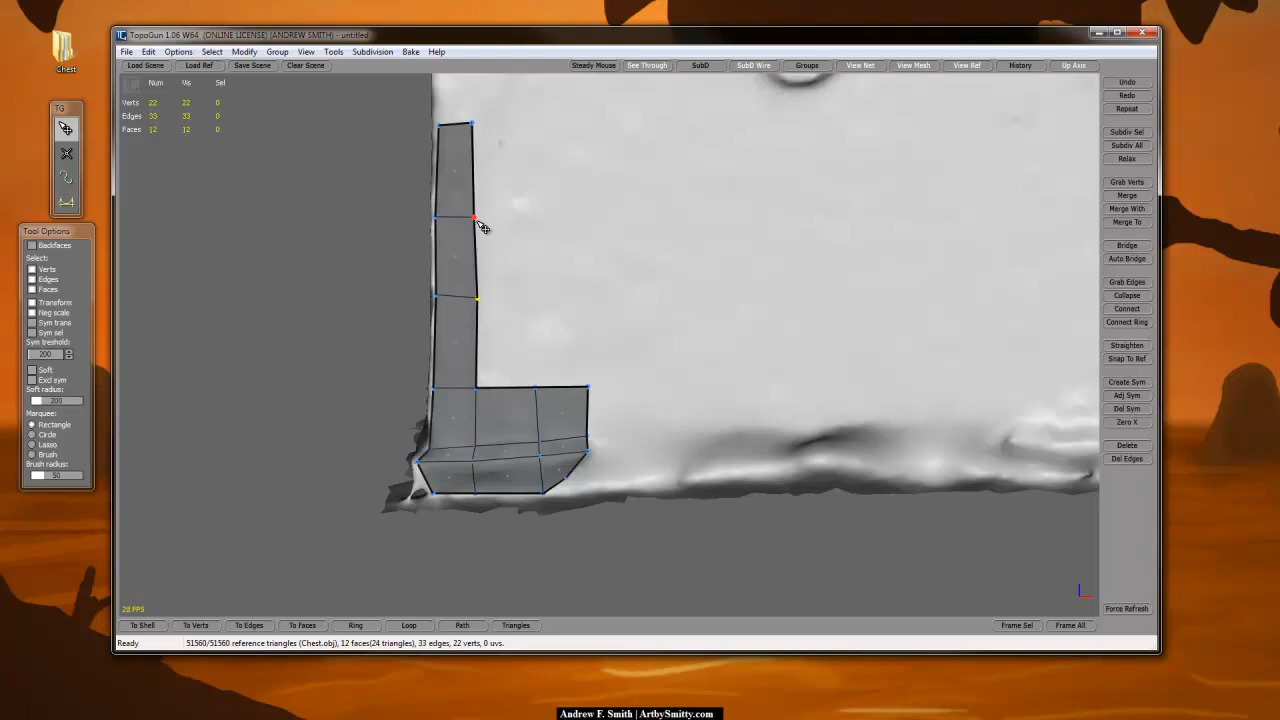 Chest
TopoGun 1.06 W64 (ONLINE LICENSE) (ANDREW SMITH) - untitled
File Edit Options Select Modify Group View Tools Subdivision Bake Help
Load Scene Load Ref Save Scene Clear Scene Steady Mouse See Through SubD SubD Wire Groups View Net View Mesh View Ref History Up Axis
Num Vis Sel
Verts 22 22 0
Edges 33 33 0
Faces 12 12 0
TG
Tool Options
Backfaces
Select:
Verts
Edges
Faces
Transform
Neg scale
Sym trans
Sym sel
Sym treshold:
200
Soft
Excl sym
Soft radius:
200
Marquee:
Rectangle
Circle
Lasso
Brush
Brush radius:
50
Undo
Redo
Repeat
Subdiv Sel
Subdiv All
Relax
Grab Verts
Merge
Merge With
Merge To
Bridge
Auto Bridge
Grab Edges
Collapse
Connect
Connect Ring
Straighten
Snap To Ref
Create Sym
Adj Sym
Del Sym
Zero X
Delete
Del Edges
Force Refresh
28 FPS
To Shell To Verts To Edges To Faces Ring Loop Path Triangles Frame Sel Frame All
Ready 51560/51560 reference triangles (Chest.obj), 12 faces(24 triangles), 33 edges, 22 verts, 0 uvs.
Andrew F. Smith | ArtbySmitty.com